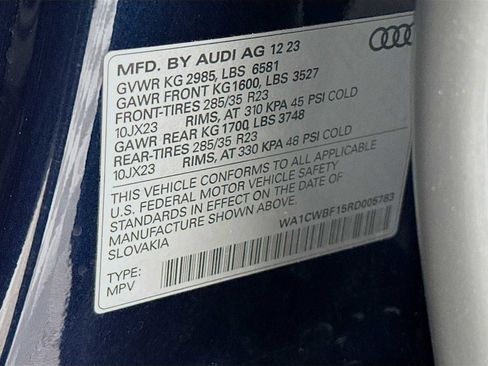 MFD. BY AUDI AG 12 23
GVWR KG 2985, LBS 6581
GAWR FRONT KG1600, LBS 3527
FRONT-TIRES 285/35 R23
10JX23 RIMS, AT 310 KPA 45 PSI COLD
GAWR REAR KG1700, LBS 3748
REAR-TIRES 285/35 R23
10JX23 RIMS, AT 330 KPA 48 PSI COLD
THIS VEHICLE CONFORMS TO ALL APPLICABLE
U.S. FEDERAL MOTOR VEHICLE SAFETY
STANDARDS IN EFFECT ON THE DATE OF
MANUFACTURE SHOWN ABOVE.
SLOVAKIA
WA1CWBF15RD005783
TYPE:
MPV